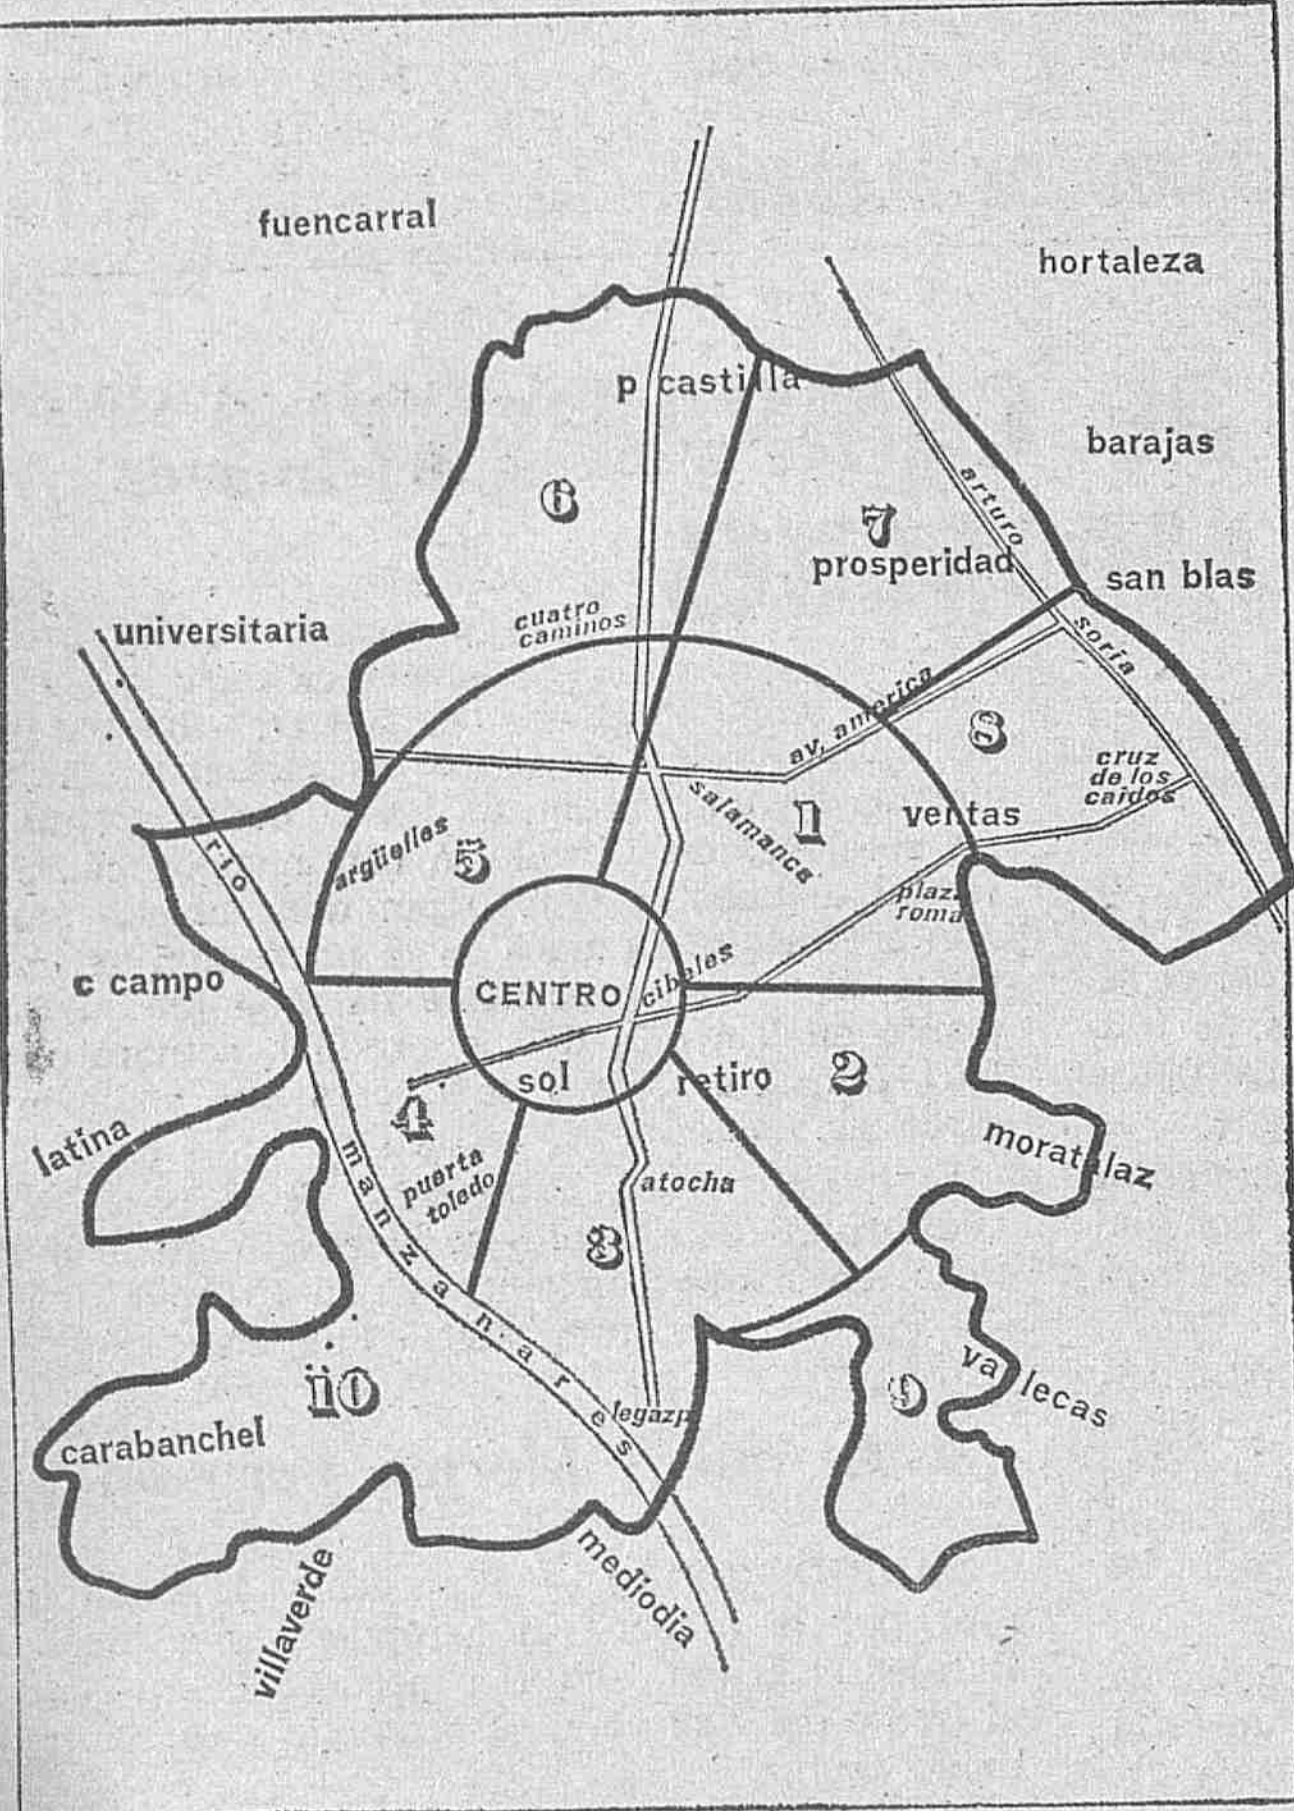 fuencarral
hortaleza
p castilla
barajas
6
arturo
7
prosperidad
san blas
cuatro
caminos
universitaria
soria
av. america
8
cruz
de los
caidos
salamanca
1
ventas
argüelles
5
rio
plaza
roma
c campo
CENTRO
cibeles
sol
retiro
2
4
latina
moratalaz
manzanares
puerta
toledo
atocha
3
vallecas
9
10
legazpi
carabanchel
mediodia
villaverde